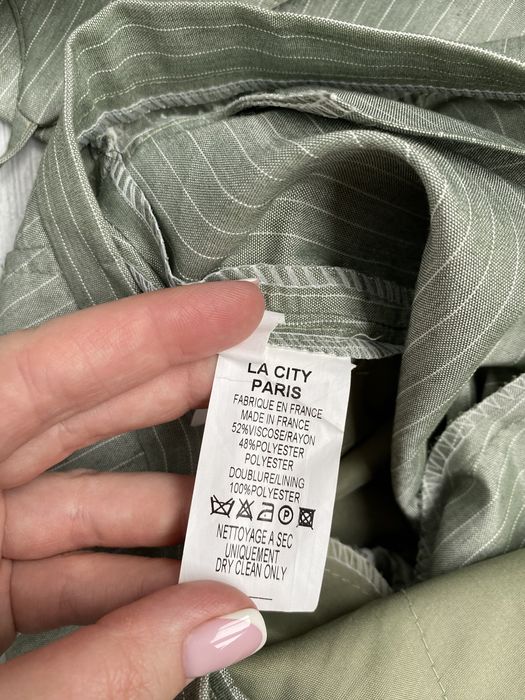 LA CITY
PARIS
FABRIQUE EN FRANCE
MADE IN FRANCE
52%VISCOSE/RAYON
48%POLYESTER
POLYESTER
DOUBLURE/LINING
100%POLYESTER
P
NETTOYAGE A SEC
UNIQUEMENT
DRY CLEAN ONLY